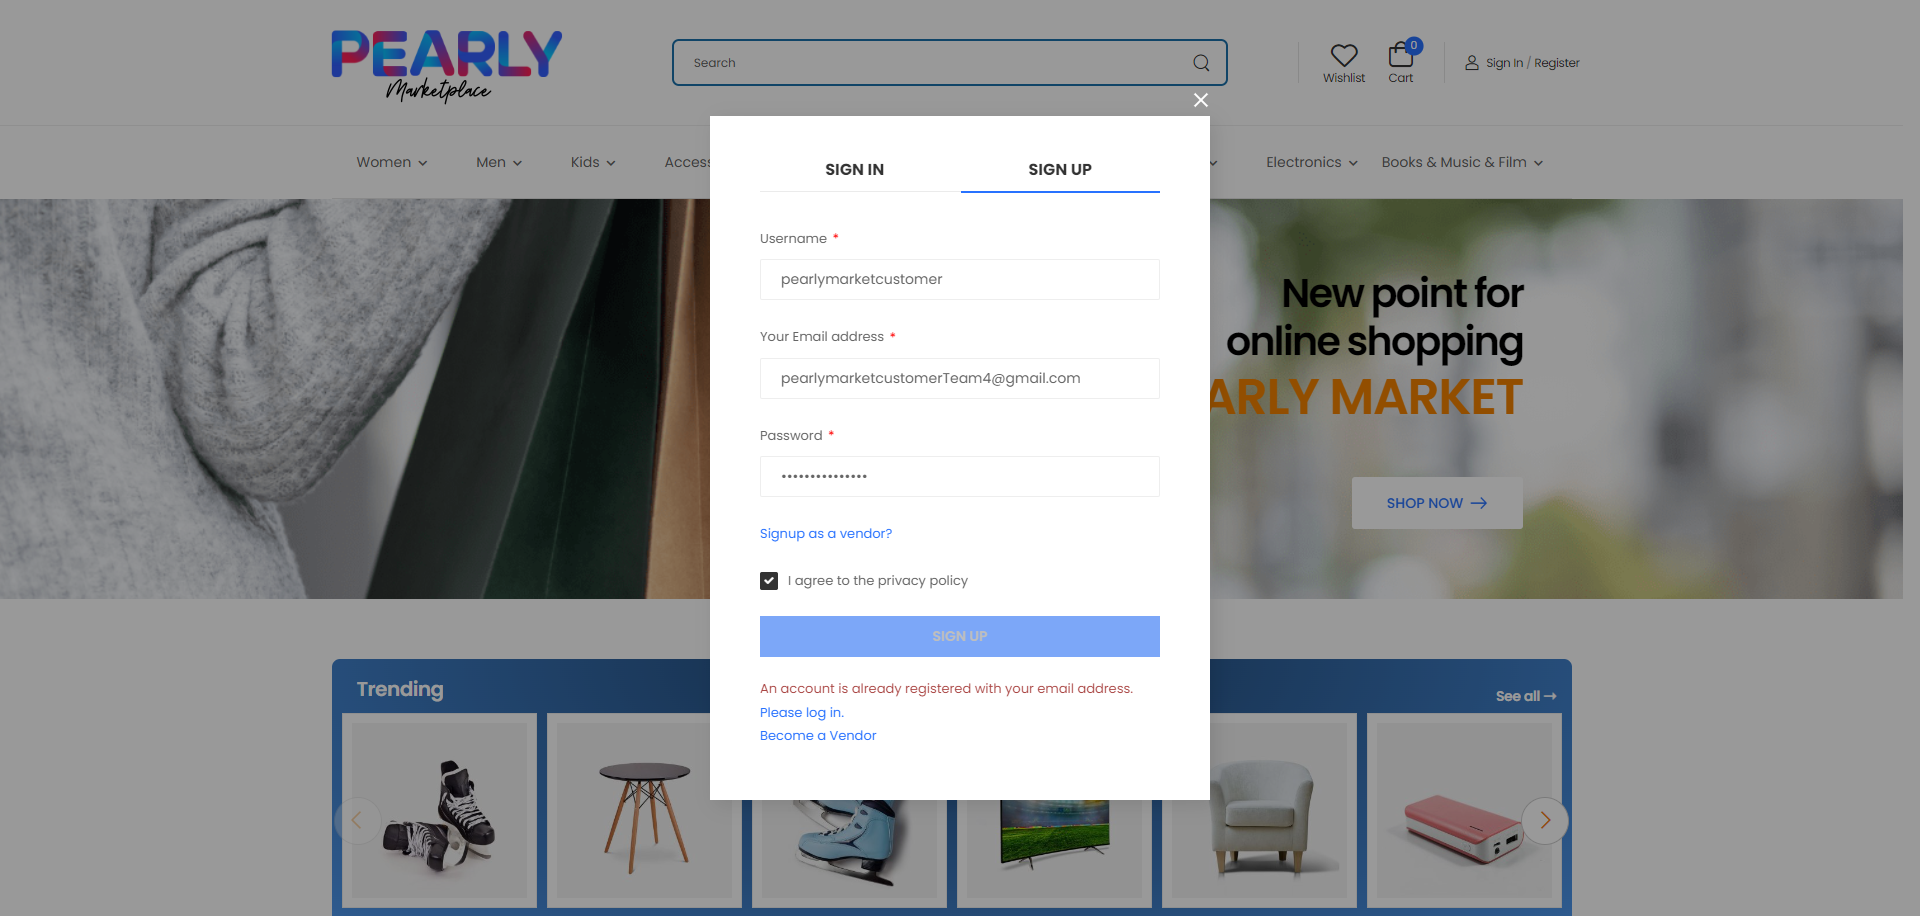 PEARLY
Marketplace
Search
Wishlist
0
Cart
Sign In / Register
Women
Men
Kids
Access
Electronics
Books & Music & Film
SIGN IN
SIGN UP
Username *
pearlymarketcustomer
Your Email address *
pearlymarketcustomerTeam4@gmail.com
Password *
•••••••••••••••
Signup as a vendor?
I agree to the privacy policy
SIGN UP
An account is already registered with your email address.
Please log in.
Become a Vendor
New point for
online shopping
ARLY MARKET
SHOP NOW →
Trending
See all →